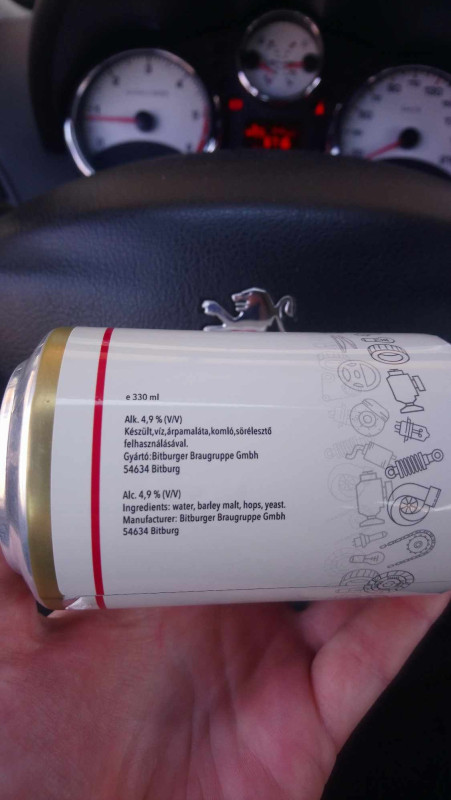 e 330 ml
Alk. 4,9 % (V/V)
Készült,víz,árpamaláta,komló,sörélesztő
felhasználásával.
Gyártó:Bitburger Braugruppe Gmbh
54634 Bitburg
Alc. 4,9 % (V/V)
Ingredients: water, barley malt, hops, yeast.
Manufacturer: Bitburger Braugruppe Gmbh
54634 Bitburg